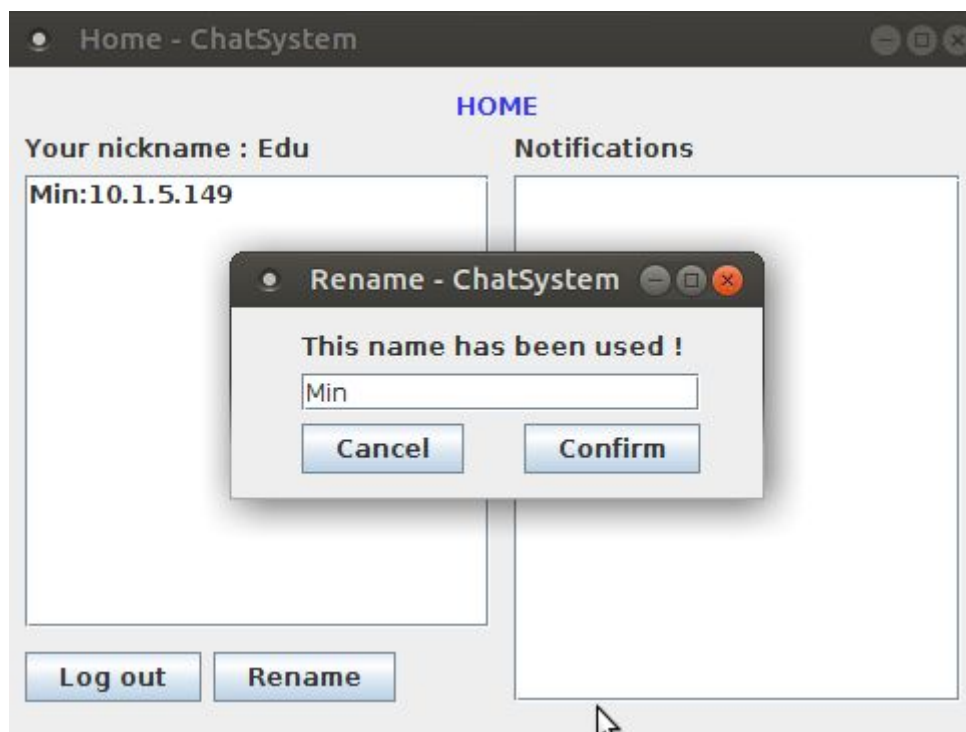 Home - ChatSystem
HOME
Your nickname : Edu
Notifications
Min:10.1.5.149
Rename - ChatSystem
This name has been used !
Min
Cancel
Confirm
Log out
Rename